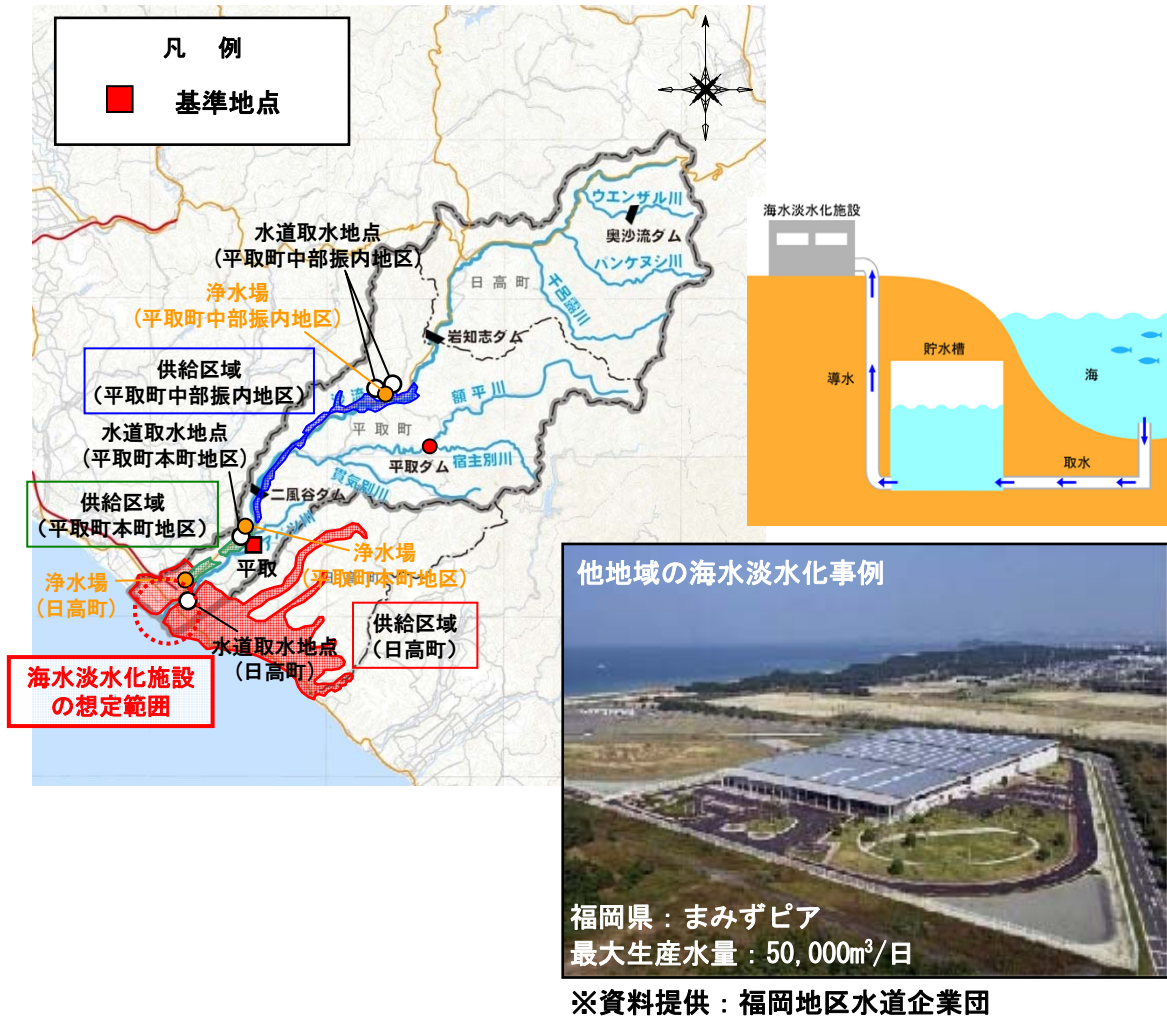 凡　例
基準地点
ウエンザル川
奥沙流ダム
パンケヌシ川
日高町
千呂露川
水道取水地点
(平取町中部振内地区)
浄水場
(平取町中部振内地区)
岩知志ダム
供給区域
(平取町中部振内地区)
沙流
額平川
水道取水地点
(平取町本町地区)
平取町
平取ダム
宿主別川
貫気別川
二風谷ダム
供給区域
(平取町本町地区)
平取
浄水場
(平取町本町地区)
浄水場
(日高町)
供給区域
(日高町)
水道取水地点
(日高町)
海水淡水化施設
の想定範囲
海水淡水化施設
貯水槽
導水
海
取水
他地域の海水淡水化事例
福岡県：まみずピア
最大生産水量：50,000m³/日
※資料提供：福岡地区水道企業団